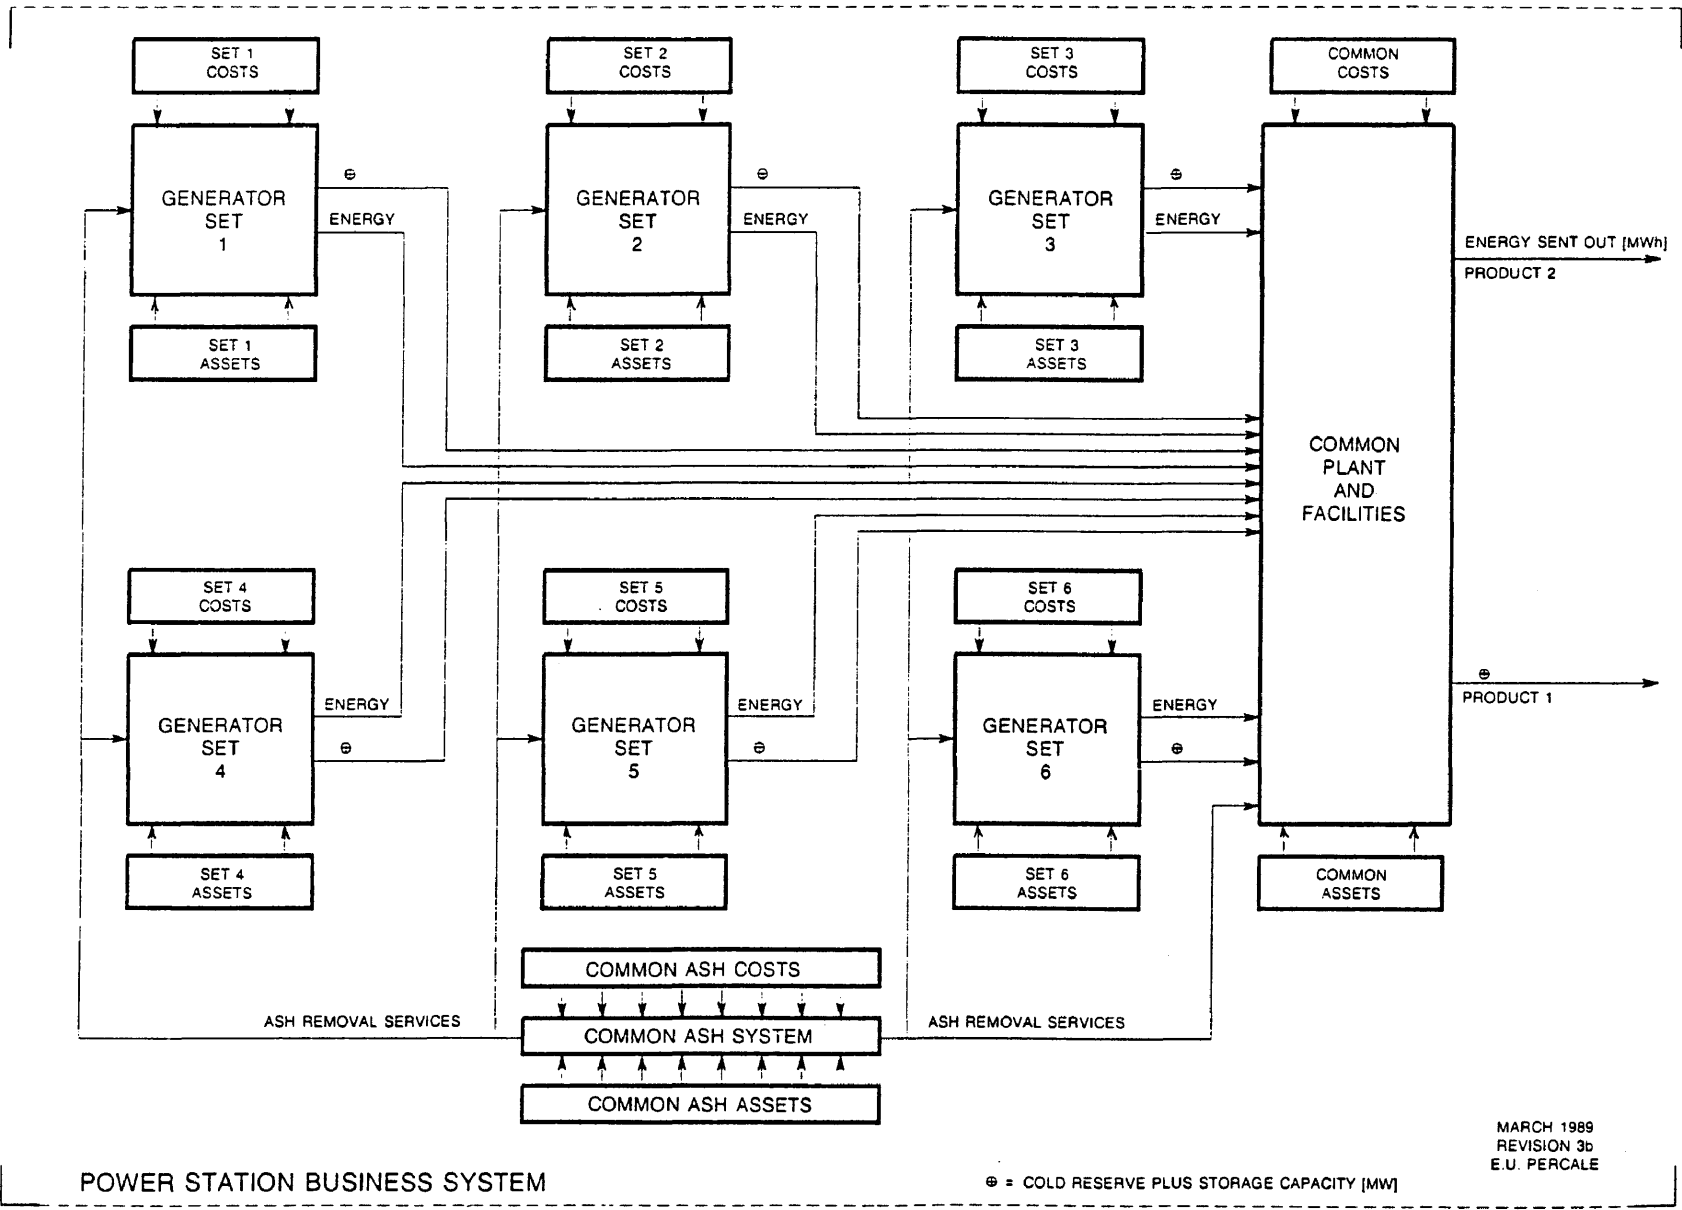 SET 1
COSTS
SET 2
COSTS
SET 3
COSTS
COMMON
COSTS
GENERATOR
SET
1
⊖
ENERGY
GENERATOR
SET
2
⊖
ENERGY
GENERATOR
SET
3
⊖
ENERGY
ENERGY SENT OUT [MWh]
PRODUCT 2
SET 1
ASSETS
SET 2
ASSETS
SET 3
ASSETS
COMMON
PLANT
AND
FACILITIES
SET 4
COSTS
SET 5
COSTS
SET 6
COSTS
GENERATOR
SET
4
ENERGY
⊖
GENERATOR
SET
5
ENERGY
⊖
GENERATOR
SET
6
ENERGY
⊕
⊕
PRODUCT 1
SET 4
ASSETS
SET 5
ASSETS
SET 6
ASSETS
COMMON
ASSETS
COMMON ASH COSTS
ASH REMOVAL SERVICES
COMMON ASH SYSTEM
ASH REMOVAL SERVICES
COMMON ASH ASSETS
MARCH 1989
REVISION 3b
E.U. PERCALE
POWER STATION BUSINESS SYSTEM
⊕ = COLD RESERVE PLUS STORAGE CAPACITY [MW]